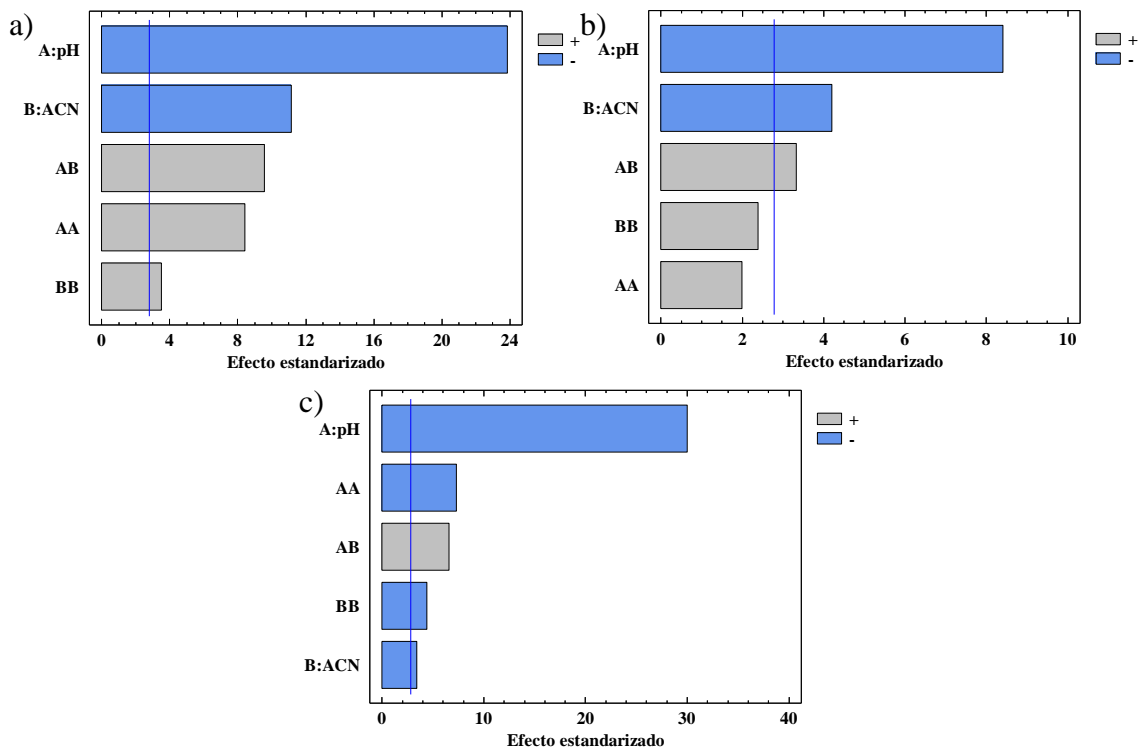 a)
A:pH
B:ACN
AB
AA
BB
0 4 8 12 16 20 24
Efecto estandarizado
+
-
b)
A:pH
B:ACN
AB
BB
AA
0 2 4 6 8 10
Efecto estandarizado
+
-
c)
A:pH
AA
AB
BB
B:ACN
0 10 20 30 40
Efecto estandarizado
+
-